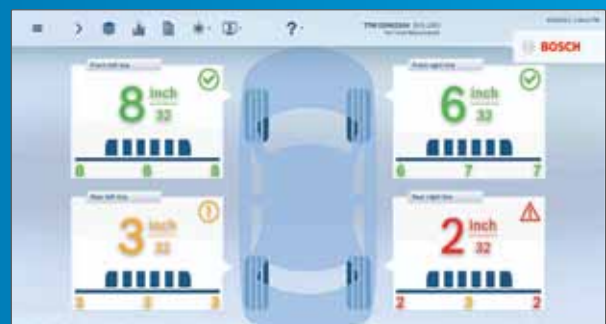 ?
BOSCH
Front left tire
8 inch
32
8 8 8
Front right tire
6 inch
32
6 7 7
Rear left tire
3 inch
32
3 3 3
Rear right tire
2 inch
32
2 3 2